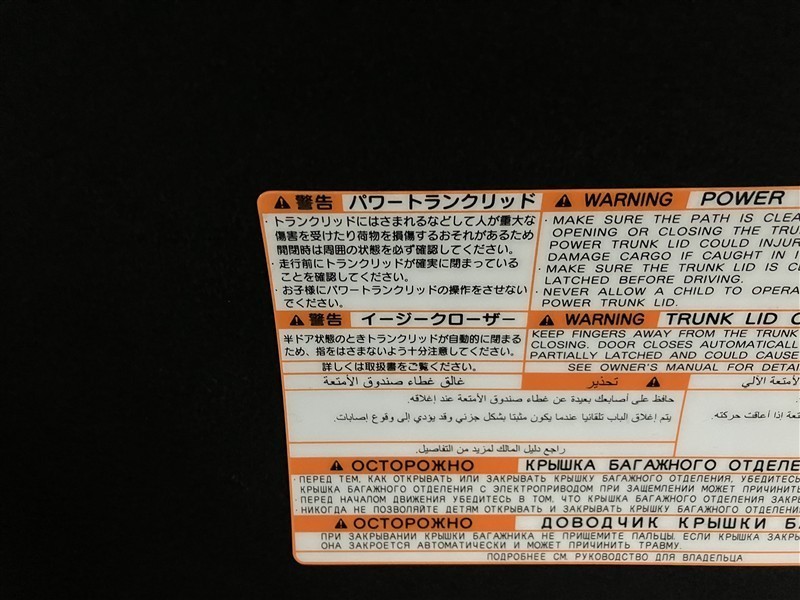 警告 パワートランクリッド
・トランクリッドにはさまれるなどして人が重大な
傷害を受けたり荷物を損傷するおそれがあるため
開閉時は周囲の状態を必ず確認してください。
・走行前にトランクリッドが確実に閉まっている
ことを確認してください。
・お子様にパワートランクリッドの操作をさせない
でください。
WARNING POWER
・MAKE SURE THE PATH IS CLEA
OPENING OR CLOSING THE TRU
POWER TRUNK LID COULD INJUR
DAMAGE CARGO IF CAUGHT IN I
・MAKE SURE THE TRUNK LID IS C
LATCHED BEFORE DRIVING.
・NEVER ALLOW A CHILD TO OPERA
POWER TRUNK LID.
警告 イージークローザー
半ドア状態のときトランクリッドが自動的に閉まる
ため、指をはさまないよう十分注意してください。
詳しくは取扱書をご覧ください。
WARNING TRUNK LID C
KEEP FINGERS AWAY FROM THE TRUNK
CLOSING. DOOR CLOSES AUTOMATICALL
PARTIALLY LATCHED AND COULD CAUSE
SEE OWNER'S MANUAL FOR DETAI
تحذير غالق غطاء صندوق الأمتعة
حافظ على أصابعك بعيدة عن غطاء صندوق الأمتعة عند إغلاقه.
يتم إغلاق الباب تلقائيا عندما يكون مثبتا بشكل جزئي وقد يؤدي إلى وقوع إصابات.
راجع دليل المالك لمزيد من التفاصيل.
الأمتعة الآلي
الأمتعة إذا أعاقت حركته.
ОСТОРОЖНО КРЫШКА БАГАЖНОГО ОТДЕЛЕ
・ПЕРЕД ТЕМ, КАК ОТКРЫВАТЬ ИЛИ ЗАКРЫВАТЬ КРЫШКУ БАГАЖНОГО ОТДЕЛЕНИЯ, УБЕДИТЕСЬ
КРЫШКА БАГАЖНОГО ОТДЕЛЕНИЯ С ЭЛЕКТРОПРИВОДОМ ПРИ ЗАЩЕМЛЕНИИ МОЖЕТ ПРИЧИНИТЬ
・ПЕРЕД НАЧАЛОМ ДВИЖЕНИЯ УБЕДИТЕСЬ В ТОМ, ЧТО КРЫШКА БАГАЖНОГО ОТДЕЛЕНИЯ ЗАКР
・НИКОГДА НЕ ПОЗВОЛЯЙТЕ ДЕТЯМ ОТКРЫВАТЬ И ЗАКРЫВАТЬ КРЫШКУ БАГАЖНОГО ОТДЕЛЕНИ
ОСТОРОЖНО ДОВОДЧИК КРЫШКИ БА
ПРИ ЗАКРЫВАНИИ КРЫШКИ БАГАЖНИКА НЕ ПРИЩЕМИТЕ ПАЛЬЦЫ. ЕСЛИ КРЫШКА ЗАКР
ОНА ЗАКРОЕТСЯ АВТОМАТИЧЕСКИ И МОЖЕТ ПРИЧИНИТЬ ТРАВМУ.
ПОДРОБНЕЕ СМ. РУКОВОДСТВО ДЛЯ ВЛАДЕЛЬЦА